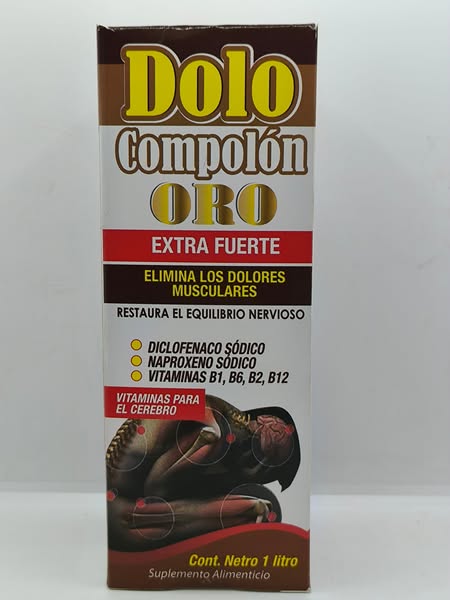 Dolo
Compolón
ORO
EXTRA FUERTE
ELIMINA LOS DOLORES
MUSCULARES
RESTAURA EL EQUILIBRIO NERVIOSO
DICLOFENACO SÓDICO
NAPROXENO SÓDICO
VITAMINAS B1, B6, B2, B12
VITAMINAS PARA
EL CEREBRO
Cont. Netro 1 litro
Suplemento Alimenticio